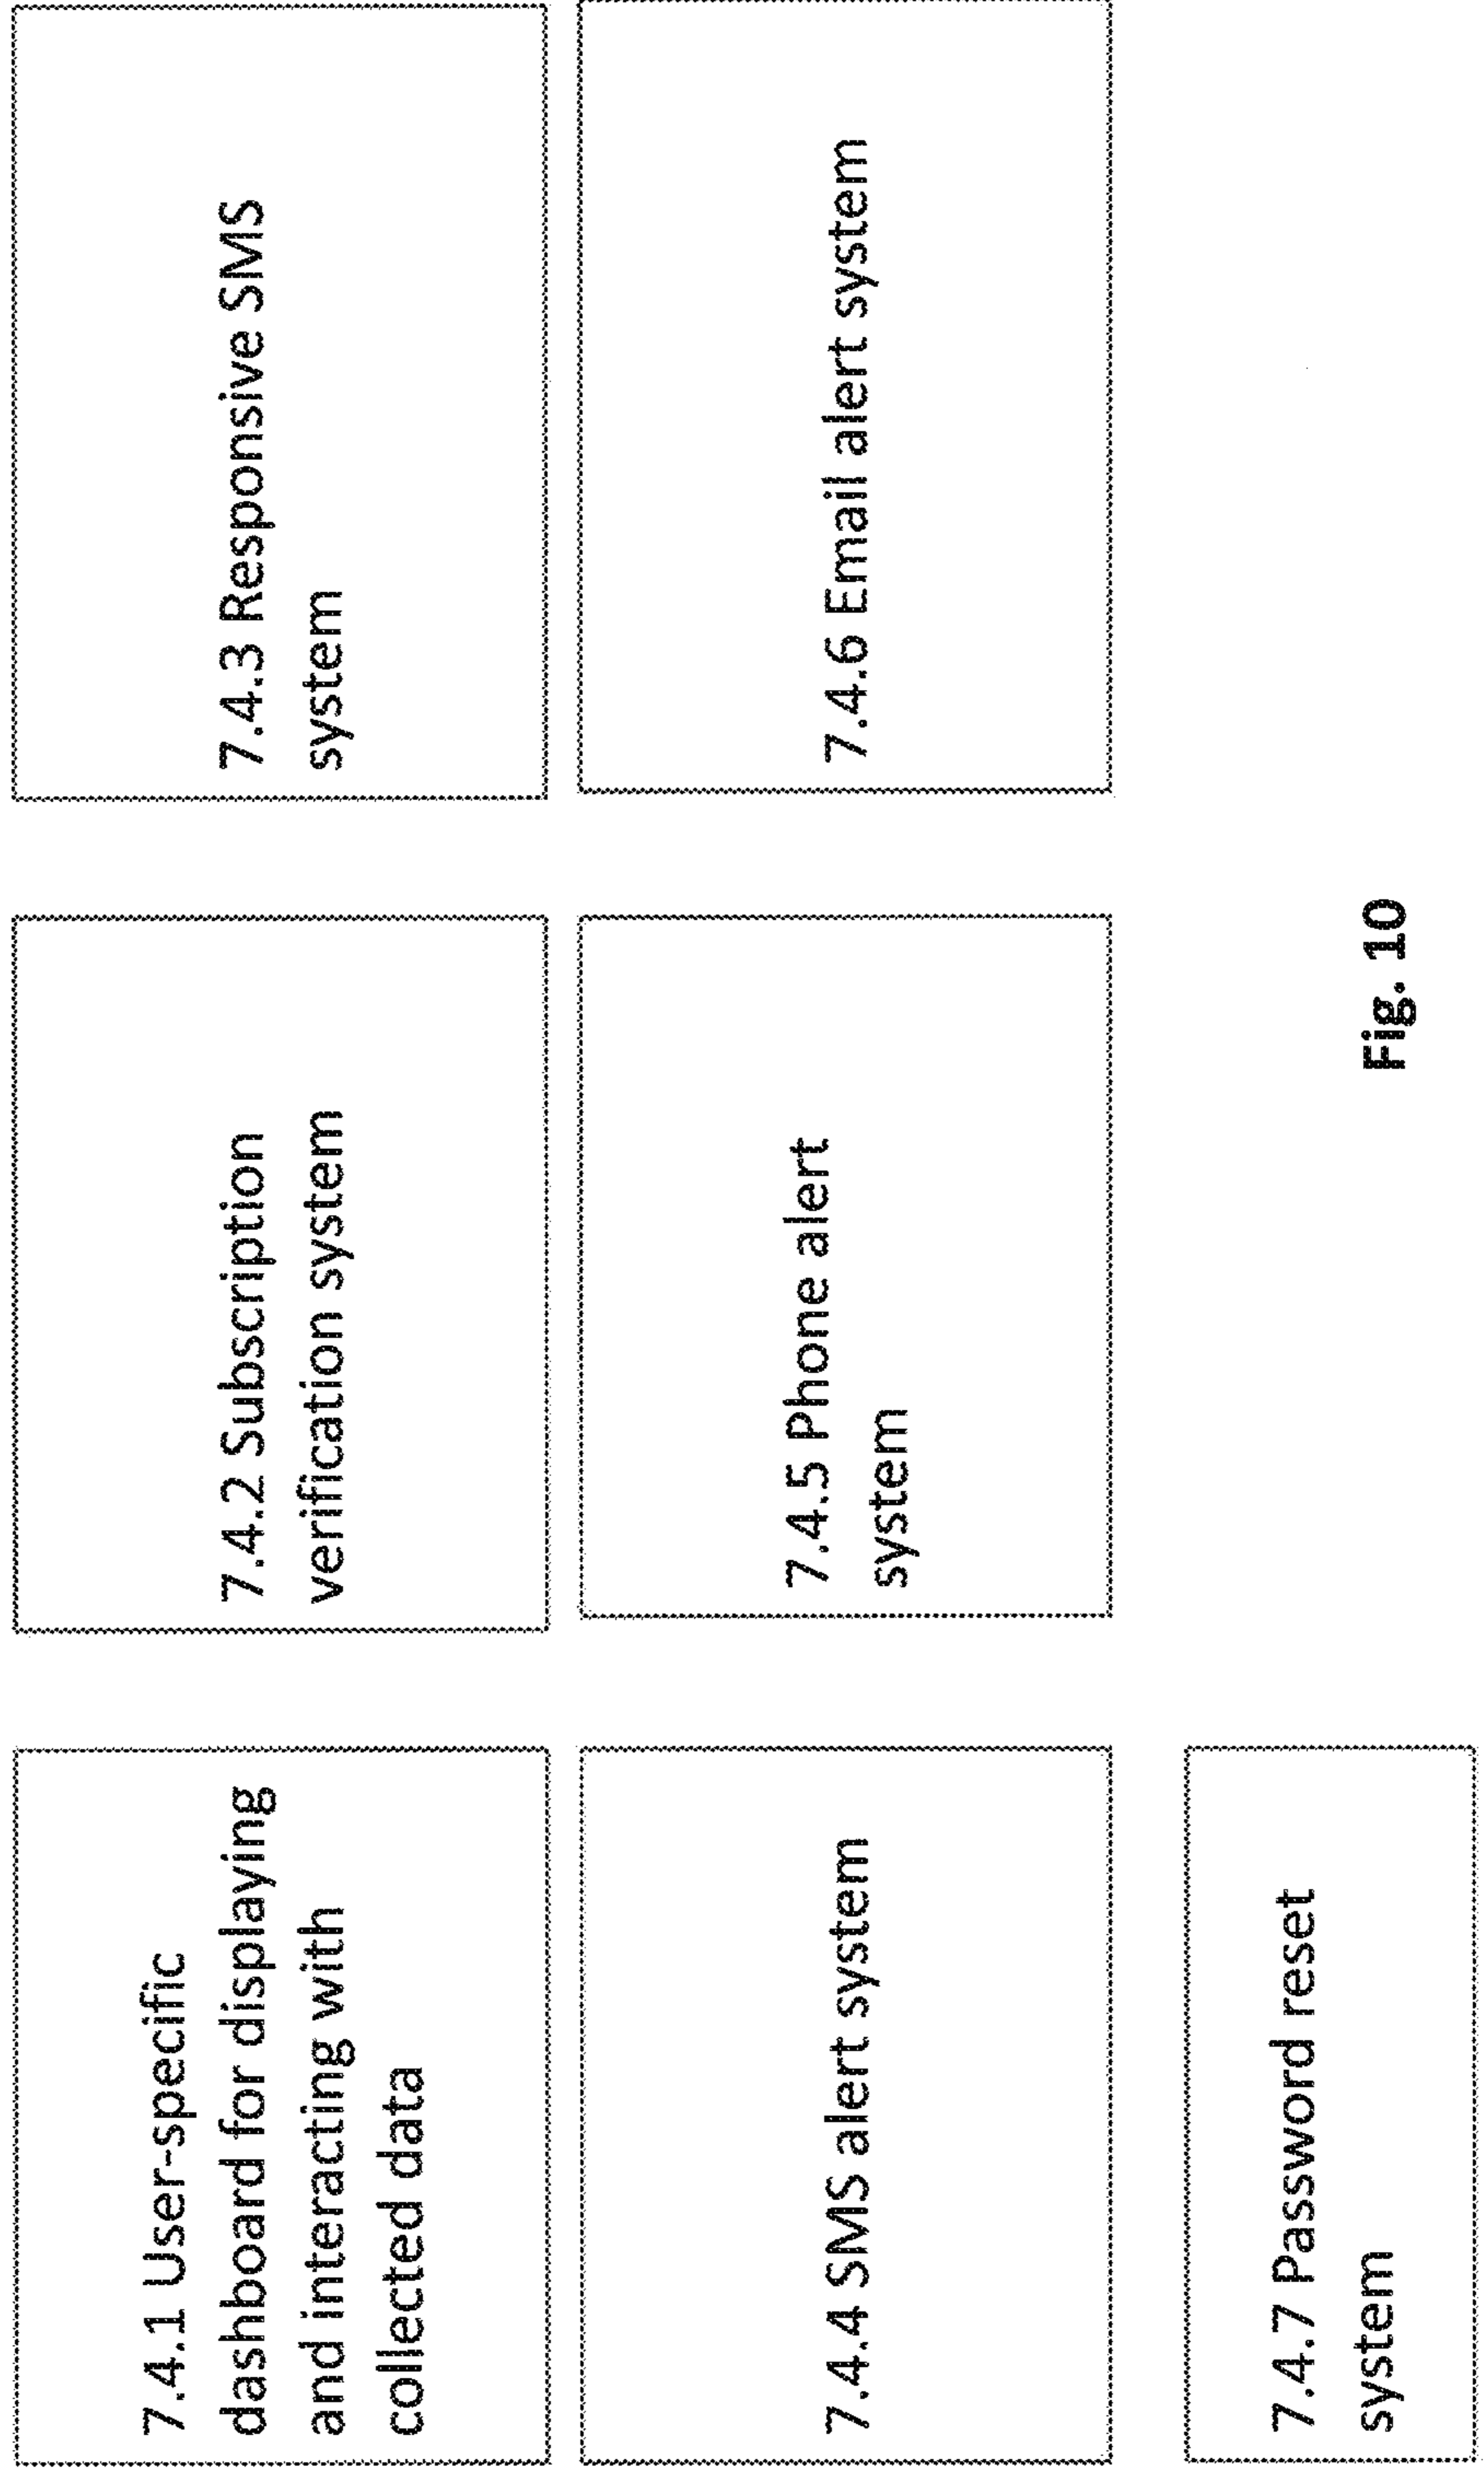 7.4.1 User-specific
dashboard for displaying
and interacting with
collected data
7.4.2 Subscription
verification system
7.4.3 Responsive SMS
system
7.4.4 SMS alert system
7.4.5 Phone alert
system
7.4.6 Email alert system
7.4.7 Password reset
system
Fig. 10